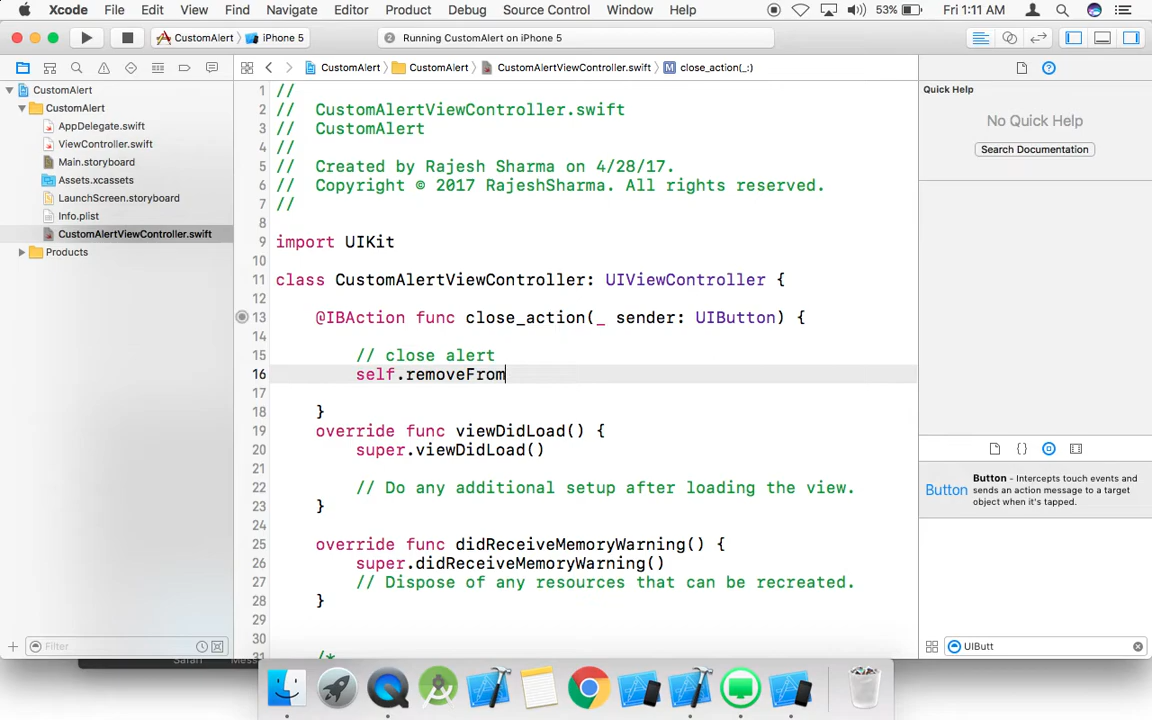 Xcode File Edit View Find Navigate Editor Product Debug Source Control Window Help 53% Fri 1:11 AM
CustomAlert iPhone 5 2 Running CustomAlert on iPhone 5
CustomAlert CustomAlert CustomAlertViewController.swift M close_action(_:)
CustomAlert
CustomAlert
AppDelegate.swift
ViewController.swift
Main.storyboard
Assets.xcassets
LaunchScreen.storyboard
Info.plist
CustomAlertViewController.swift
Products
Filter
1 //
2 // CustomAlertViewController.swift
3 // CustomAlert
4 //
5 // Created by Rajesh Sharma on 4/28/17.
6 // Copyright © 2017 RajeshSharma. All rights reserved.
7 //
8
9 import UIKit
10
11 class CustomAlertViewController: UIViewController {
12
13 @IBAction func close_action(_ sender: UIButton) {
14
15 // close alert
16 self.removeFrom
17
18 }
19 override func viewDidLoad() {
20 super.viewDidLoad()
21
22 // Do any additional setup after loading the view.
23 }
24
25 override func didReceiveMemoryWarning() {
26 super.didReceiveMemoryWarning()
27 // Dispose of any resources that can be recreated.
28 }
29
30
31 /*
Quick Help
No Quick Help
Search Documentation
Button
Button - Intercepts touch events and
sends an action message to a target
object when it's tapped.
UIButt
Safari Mess